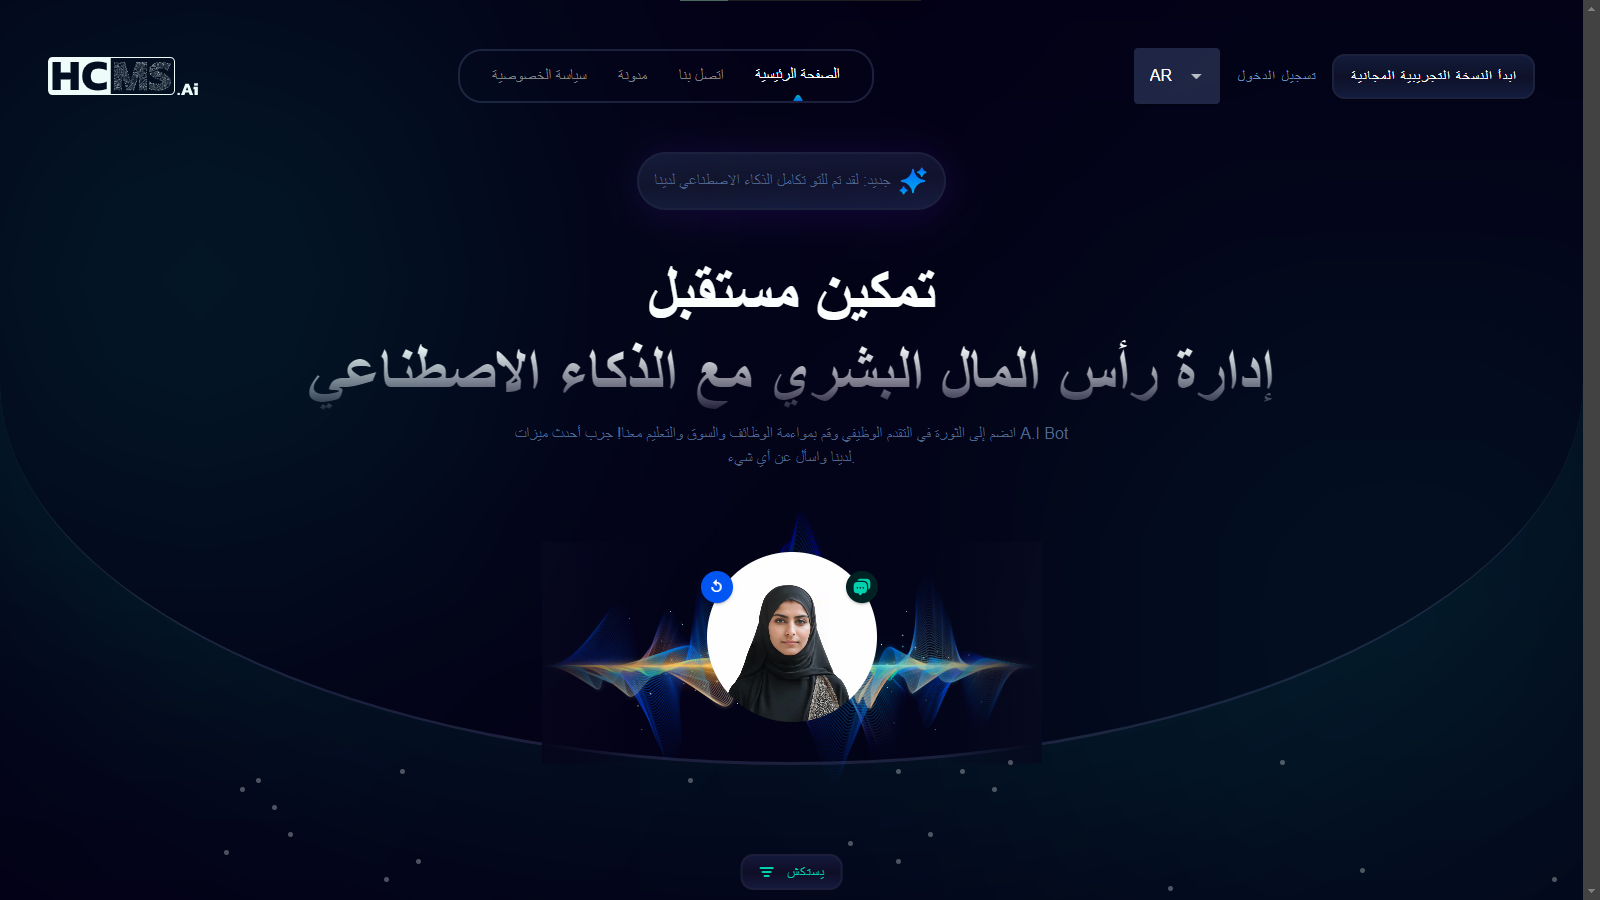 HCMS.Ai
الصفحة الرئيسية
اتصل بنا
مدونة
سياسة الخصوصية
AR
تسجيل الدخول
ابدأ النسخة التجريبية المجانية
جديد: لقد تم للتو تكامل الذكاء الاصطناعي لدينا
تمكين مستقبل
إدارة رأس المال البشري مع الذكاء الاصطناعي
انضم إلى الثورة في التقدم الوظيفي وقم بمواءمة الوظائف والسوق والتعليم معنا! جرب أحدث ميزات A.I Bot
لدينا واسأل عن أي شيء.
يستكش